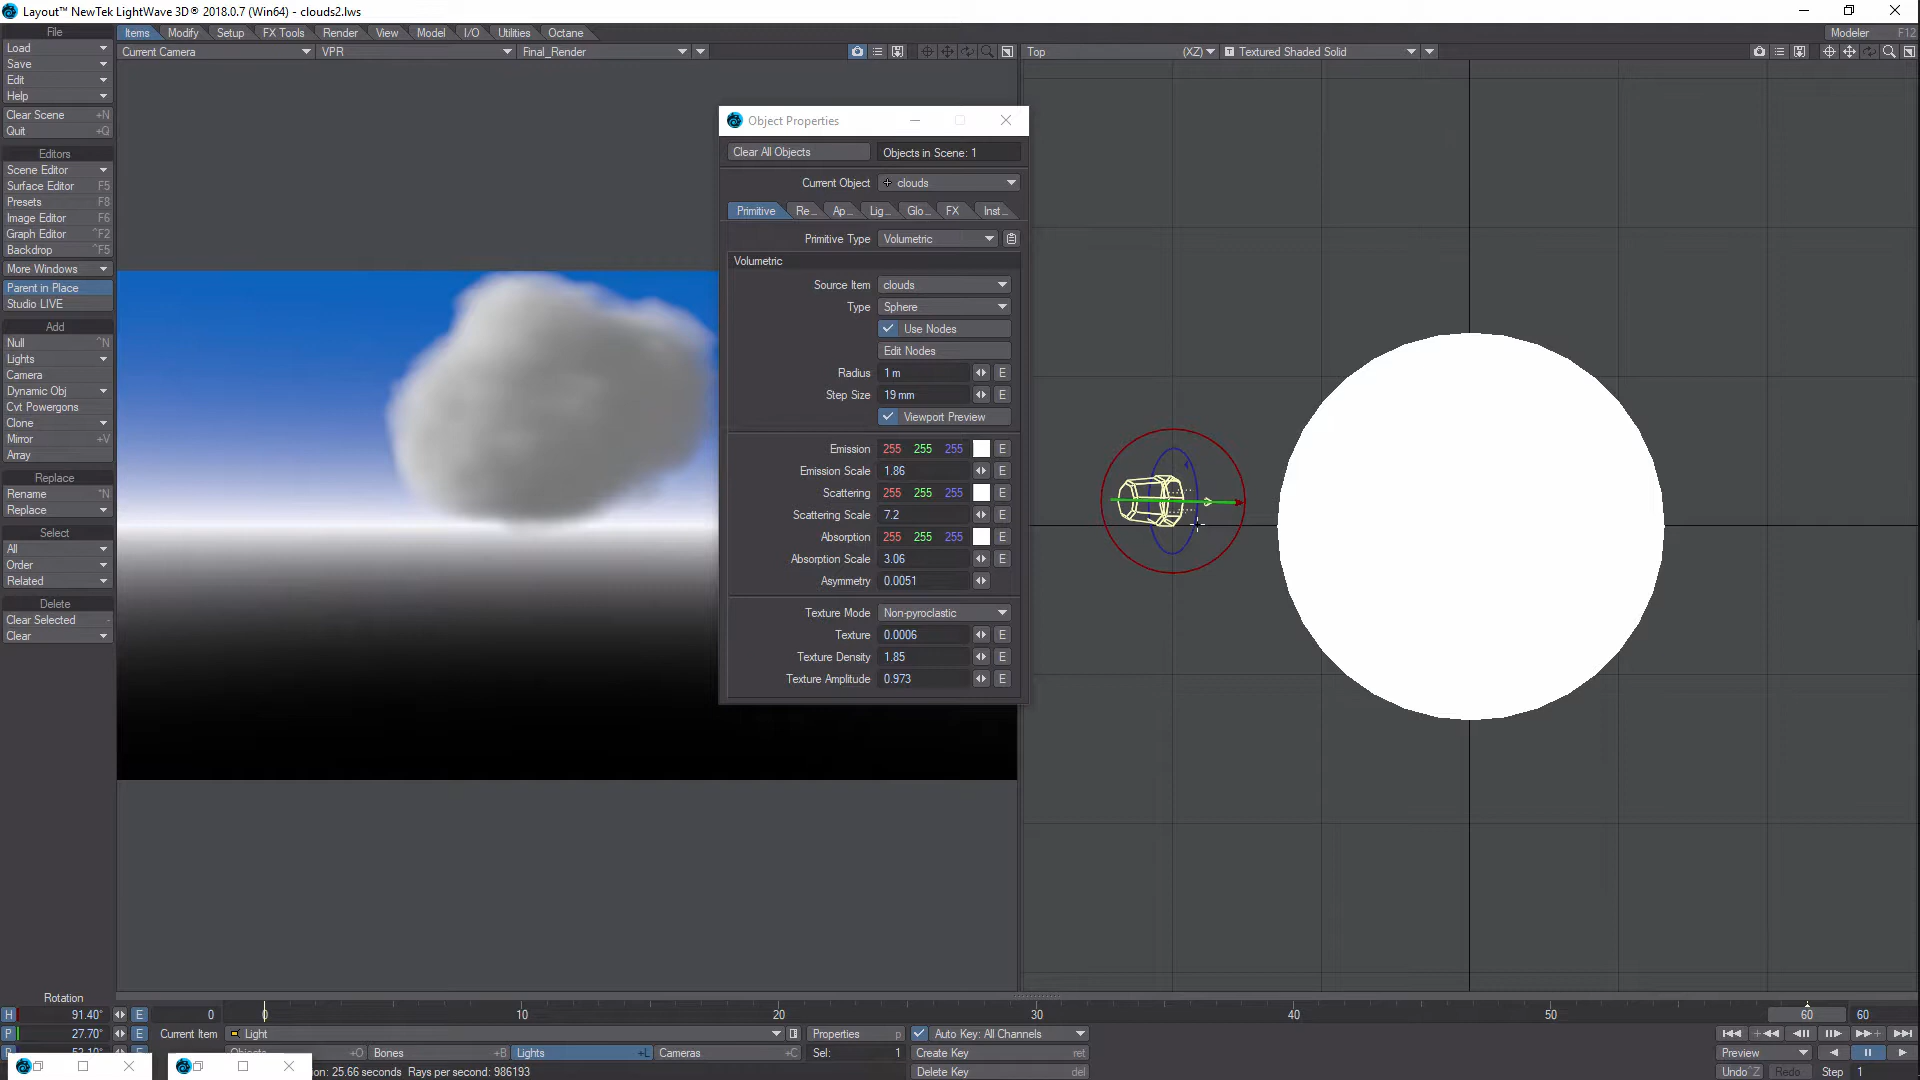 Layout™ NewTek LightWave 3D® 2018.0.7 (Win64) - clouds2.lws
File
Items Modify Setup FX Tools Render View Model I/O Utilities Octane
Modeler F12
Load
Current Camera VPR Final_Render
Top (XZ) T Textured Shaded Solid
Save
Edit
Help
Clear Scene +N
Quit +Q
Editors
Scene Editor
Surface Editor F5
Presets F8
Image Editor F6
Graph Editor ^F2
Backdrop ^F5
More Windows
Parent in Place
Studio LIVE
Add
Null ^N
Lights
Camera
Dynamic Obj
Cvt Powergons
Clone
Mirror +V
Array
Replace
Rename ^N
Replace
Select
All
Order
Related
Delete
Clear Selected -
Clear
Object Properties
Clear All Objects Objects in Scene: 1
Current Object clouds
Primitive Re... Ap... Lig... Glo... FX Inst...
Primitive Type Volumetric
Volumetric
Source Item clouds
Type Sphere
Use Nodes
Edit Nodes
Radius 1 m E
Step Size 19 mm E
Viewport Preview
Emission 255 255 255 E
Emission Scale 1.86 E
Scattering 255 255 255 E
Scattering Scale 7.2 E
Absorption 255 255 255 E
Absorption Scale 3.06 E
Asymmetry 0.0051
Texture Mode Non-pyroclastic
Texture 0.0006 E
Texture Density 1.85 E
Texture Amplitude 0.973 E
Rotation
H 91.40° E 0 0 10 20 30 40 50 60 60
P 27.70° E Current Item Light Properties p Auto Key: All Channels
+O Bones +B Lights +L Cameras +C Sel: 1 Create Key ret Preview
ion: 25.66 seconds Rays per second: 986193 Delete Key del Undo ^Z Redo Step 1